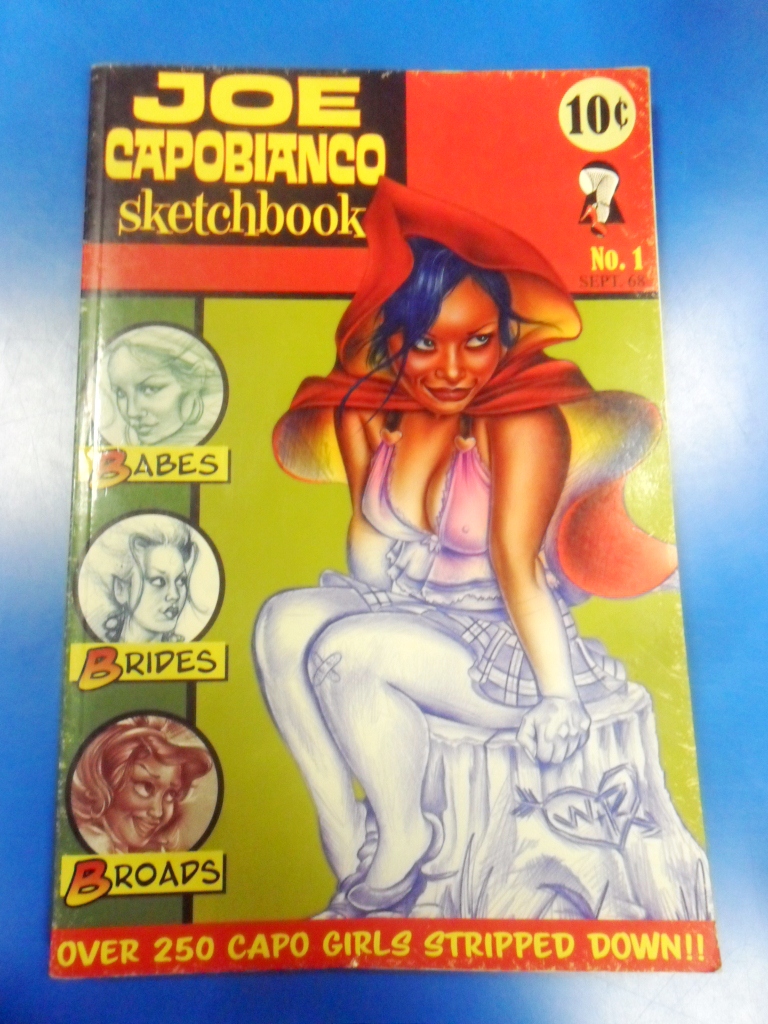 JOE
CAPOBIANCO
sketchbook
10¢
No. 1
SEPT. 68
BABES
BRIDES
BROADS
OVER 250 CAPO GIRLS STRIPPED DOWN!!